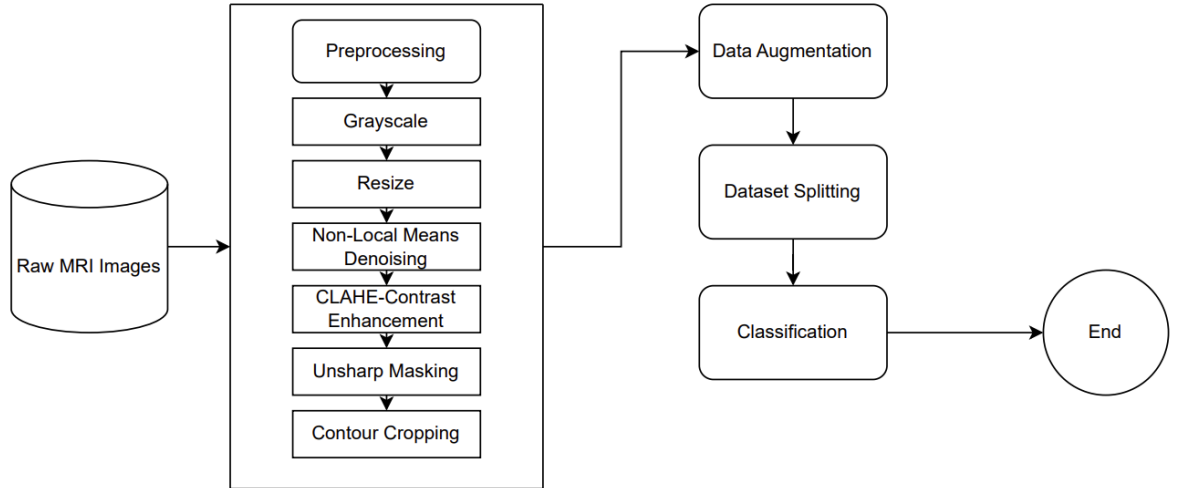 Raw MRI Images
Preprocessing
Grayscale
Resize
Non-Local Means
Denoising
CLAHE-Contrast
Enhancement
Unsharp Masking
Contour Cropping
Data Augmentation
Dataset Splitting
Classification
End